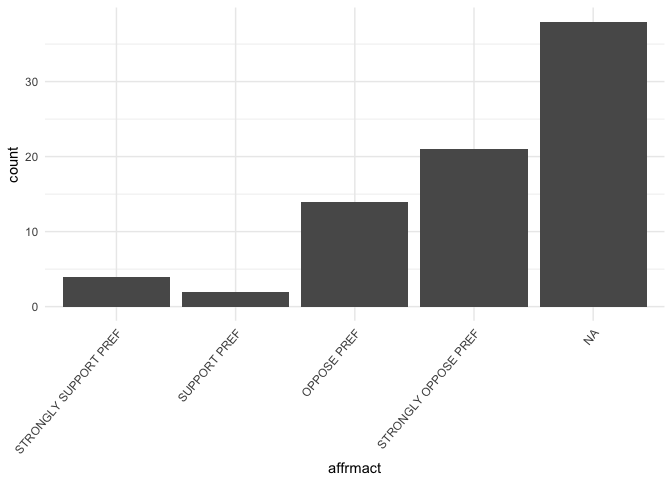 count
30
20
10
0
STRONGLY SUPPORT PREF
SUPPORT PREF
OPPOSE PREF
STRONGLY OPPOSE PREF
NA
affrmact